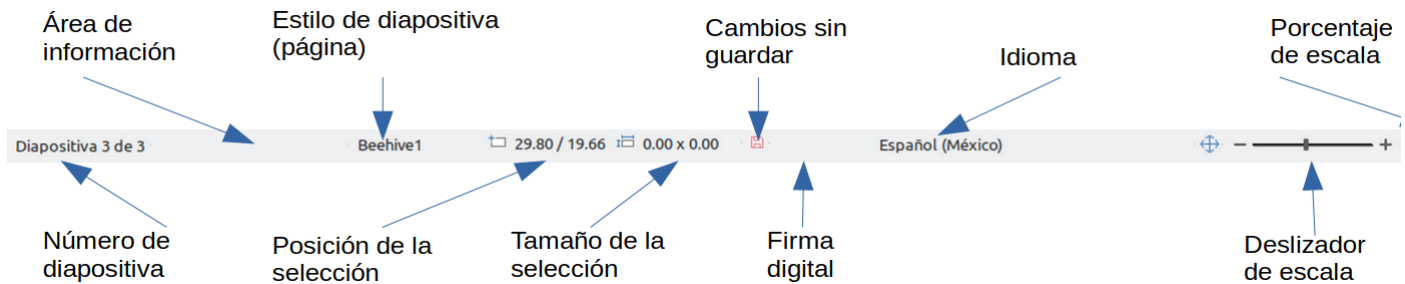 Área de
información
Estilo de diapositiva
(página)
Cambios sin
guardar
Idioma
Porcentaje
de escala
Diapositiva 3 de 3
Beehive1
29.80 / 19.66
0.00 x 0.00
Español (México)
Número de
diapositiva
Posición de la
selección
Tamaño de la
selección
Firma
digital
Deslizador
de escala